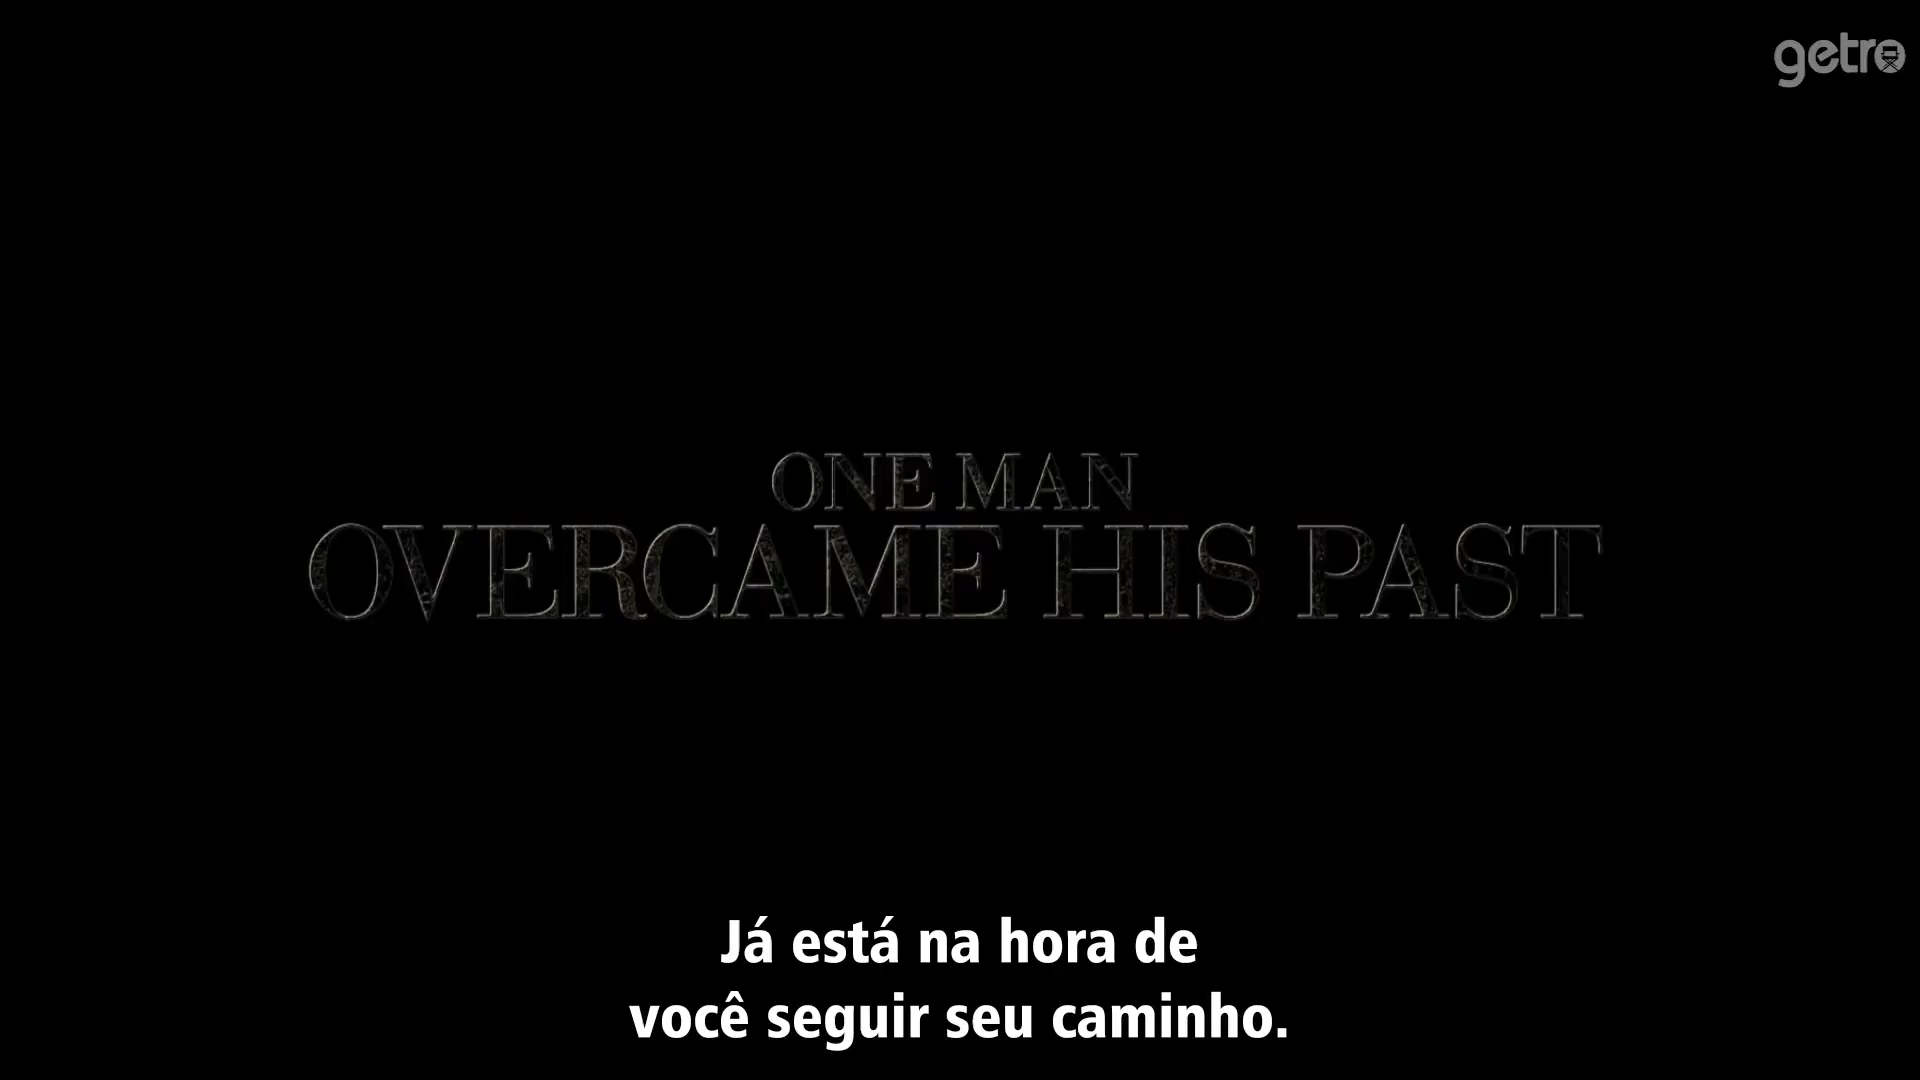 getro
ONE MAN
OVERCAME HIS PAST
Já está na hora de
você seguir seu caminho.